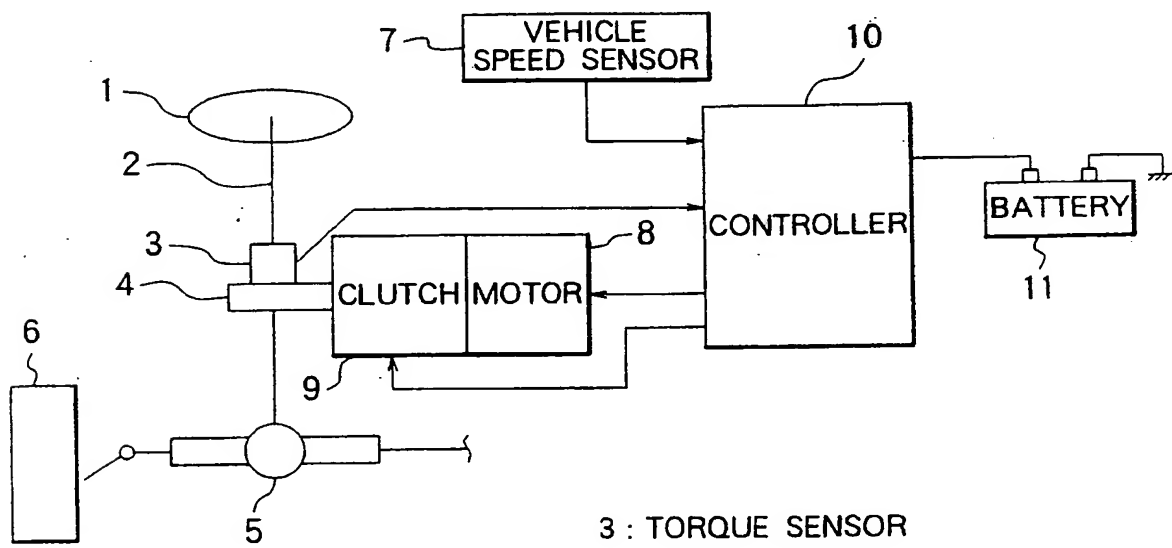 VEHICLE
SPEED SENSOR
7
10
1
2
3
4
8
CLUTCH
MOTOR
CONTROLLER
BATTERY
11
6
9
5
3 : TORQUE SENSOR